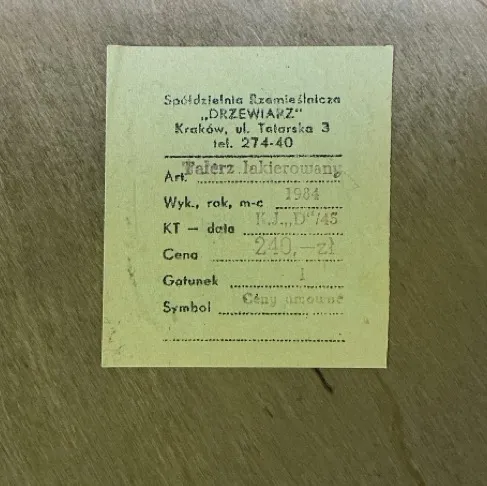 Spółdzielnia Rzemieślnicza
„DRZEWIARZ"
Kraków, ul. Tatarska 3
tel. 274-40
Art. Talerz lakierowany
Wyk., rok, m-c 1984
KT — data K.J.„D"/45
Cena 240,—zł
Gatunek I
Symbol Ceny umowne